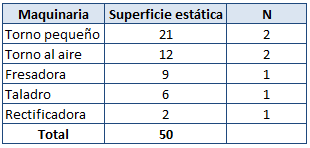 Maquinaria Superficie estática N
Torno pequeño 21 2
Torno al aire 12 2
Fresadora 9 1
Taladro 6 1
Rectificadora 2 1
Total 50